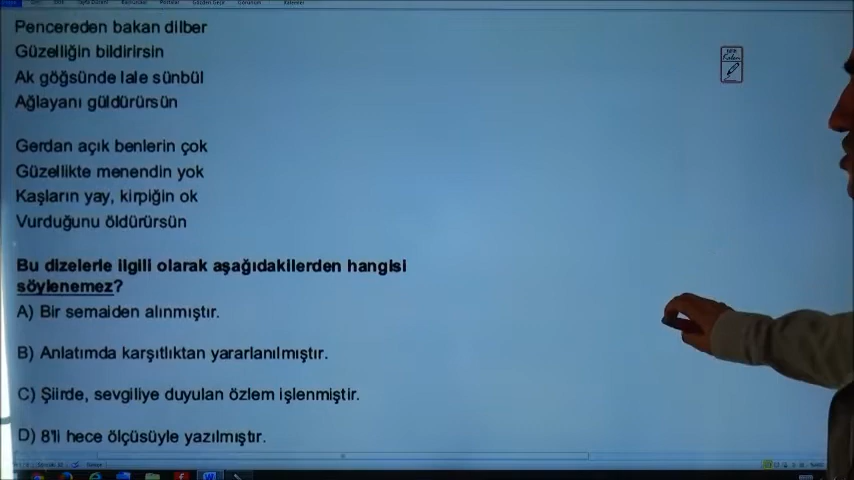 Pencereden bakan dilber
Güzelliğin bildirirsin
Ak göğsünde lale sünbül
Ağlayanı güldürürsün
Gerdan açık benlerin çok
Güzellikte menendin yok
Kaşların yay, kirpiğin ok
Vurduğunu öldürürsün
Bu dizelerle ilgili olarak aşağıdakilerden hangisi
söylenemez?
A) Bir semaiden alınmıştır.
B) Anlatımda karşıtlıktan yararlanılmıştır.
C) Şiirde, sevgiliye duyulan özlem işlenmiştir.
D) 8'li hece ölçüsüyle yazılmıştır.